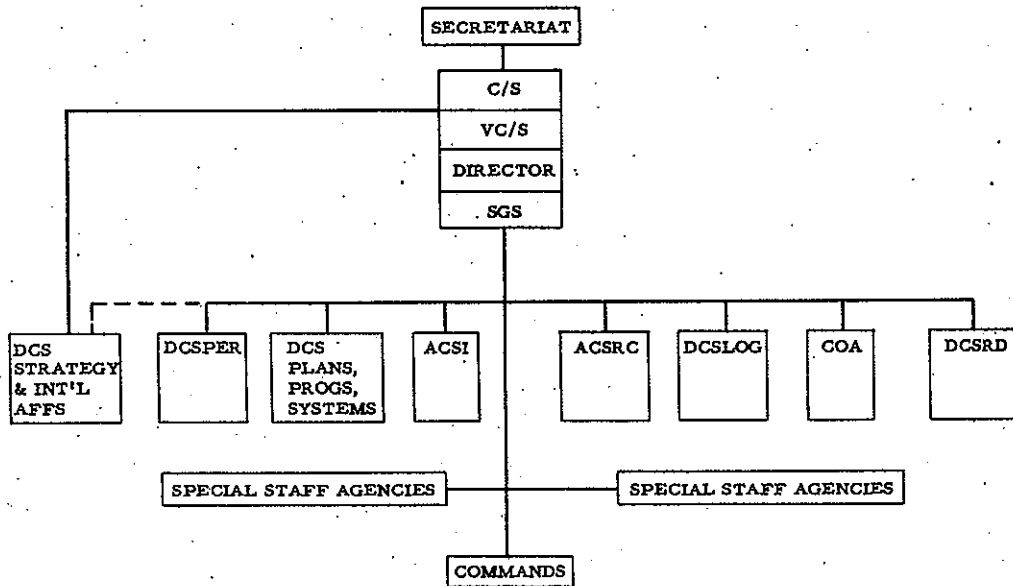 SECRETARIAT
C/S
VC/S
DIRECTOR
SGS
DCS
STRATEGY
& INT'L
AFFS
DCSPER
DCS
PLANS,
PROGS,
SYSTEMS
ACSI
ACSRC
DCSLOG
COA
DCSRD
SPECIAL STAFF AGENCIES
SPECIAL STAFF AGENCIES
COMMANDS